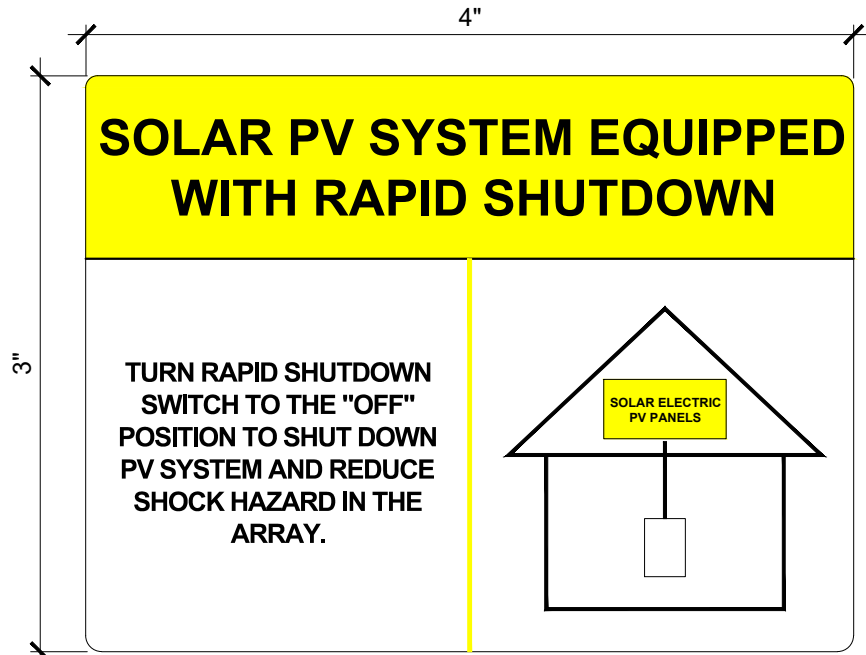 4"
SOLAR PV SYSTEM EQUIPPED
WITH RAPID SHUTDOWN
3"
TURN RAPID SHUTDOWN
SWITCH TO THE "OFF"
POSITION TO SHUT DOWN
PV SYSTEM AND REDUCE
SHOCK HAZARD IN THE
ARRAY.
SOLAR ELECTRIC
PV PANELS